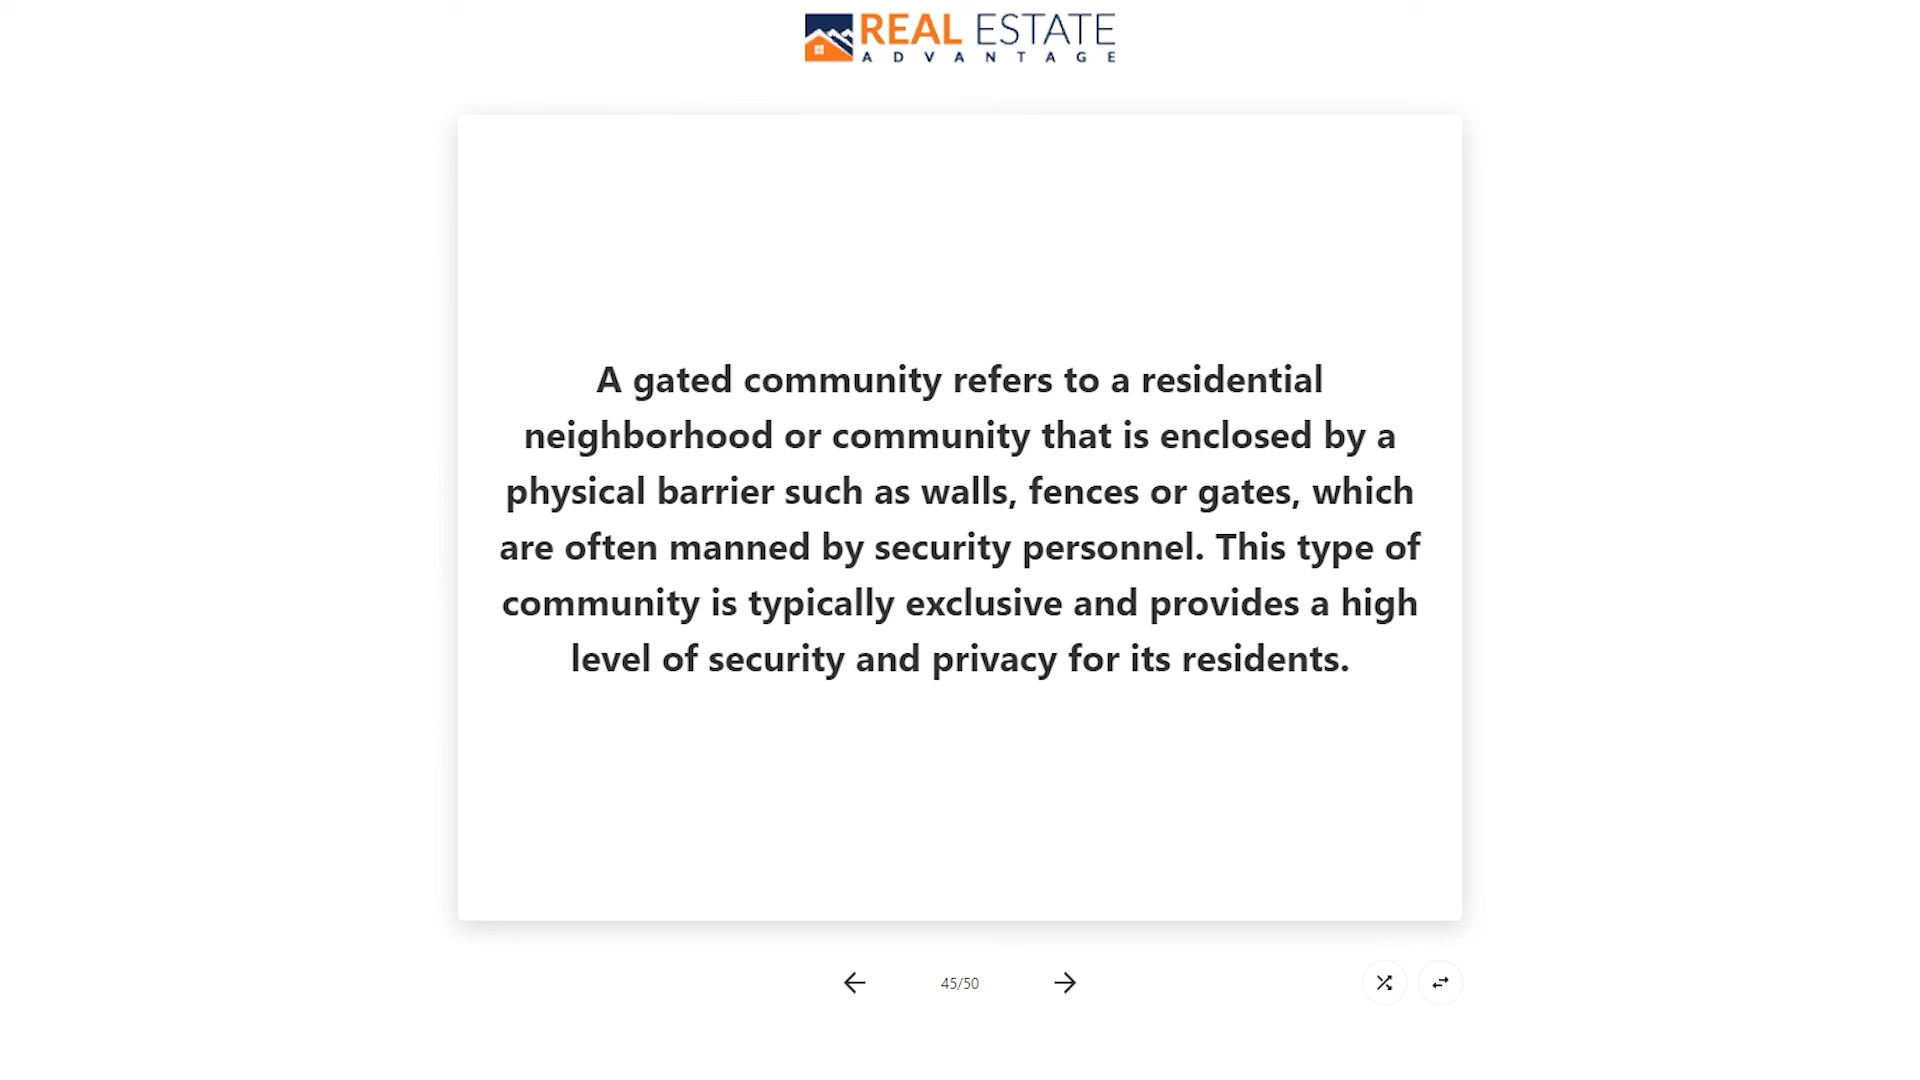 REAL ESTATE
ADVANTAGE
A gated community refers to a residential
neighborhood or community that is enclosed by a
physical barrier such as walls, fences or gates, which
are often manned by security personnel. This type of
community is typically exclusive and provides a high
level of security and privacy for its residents.
45/50